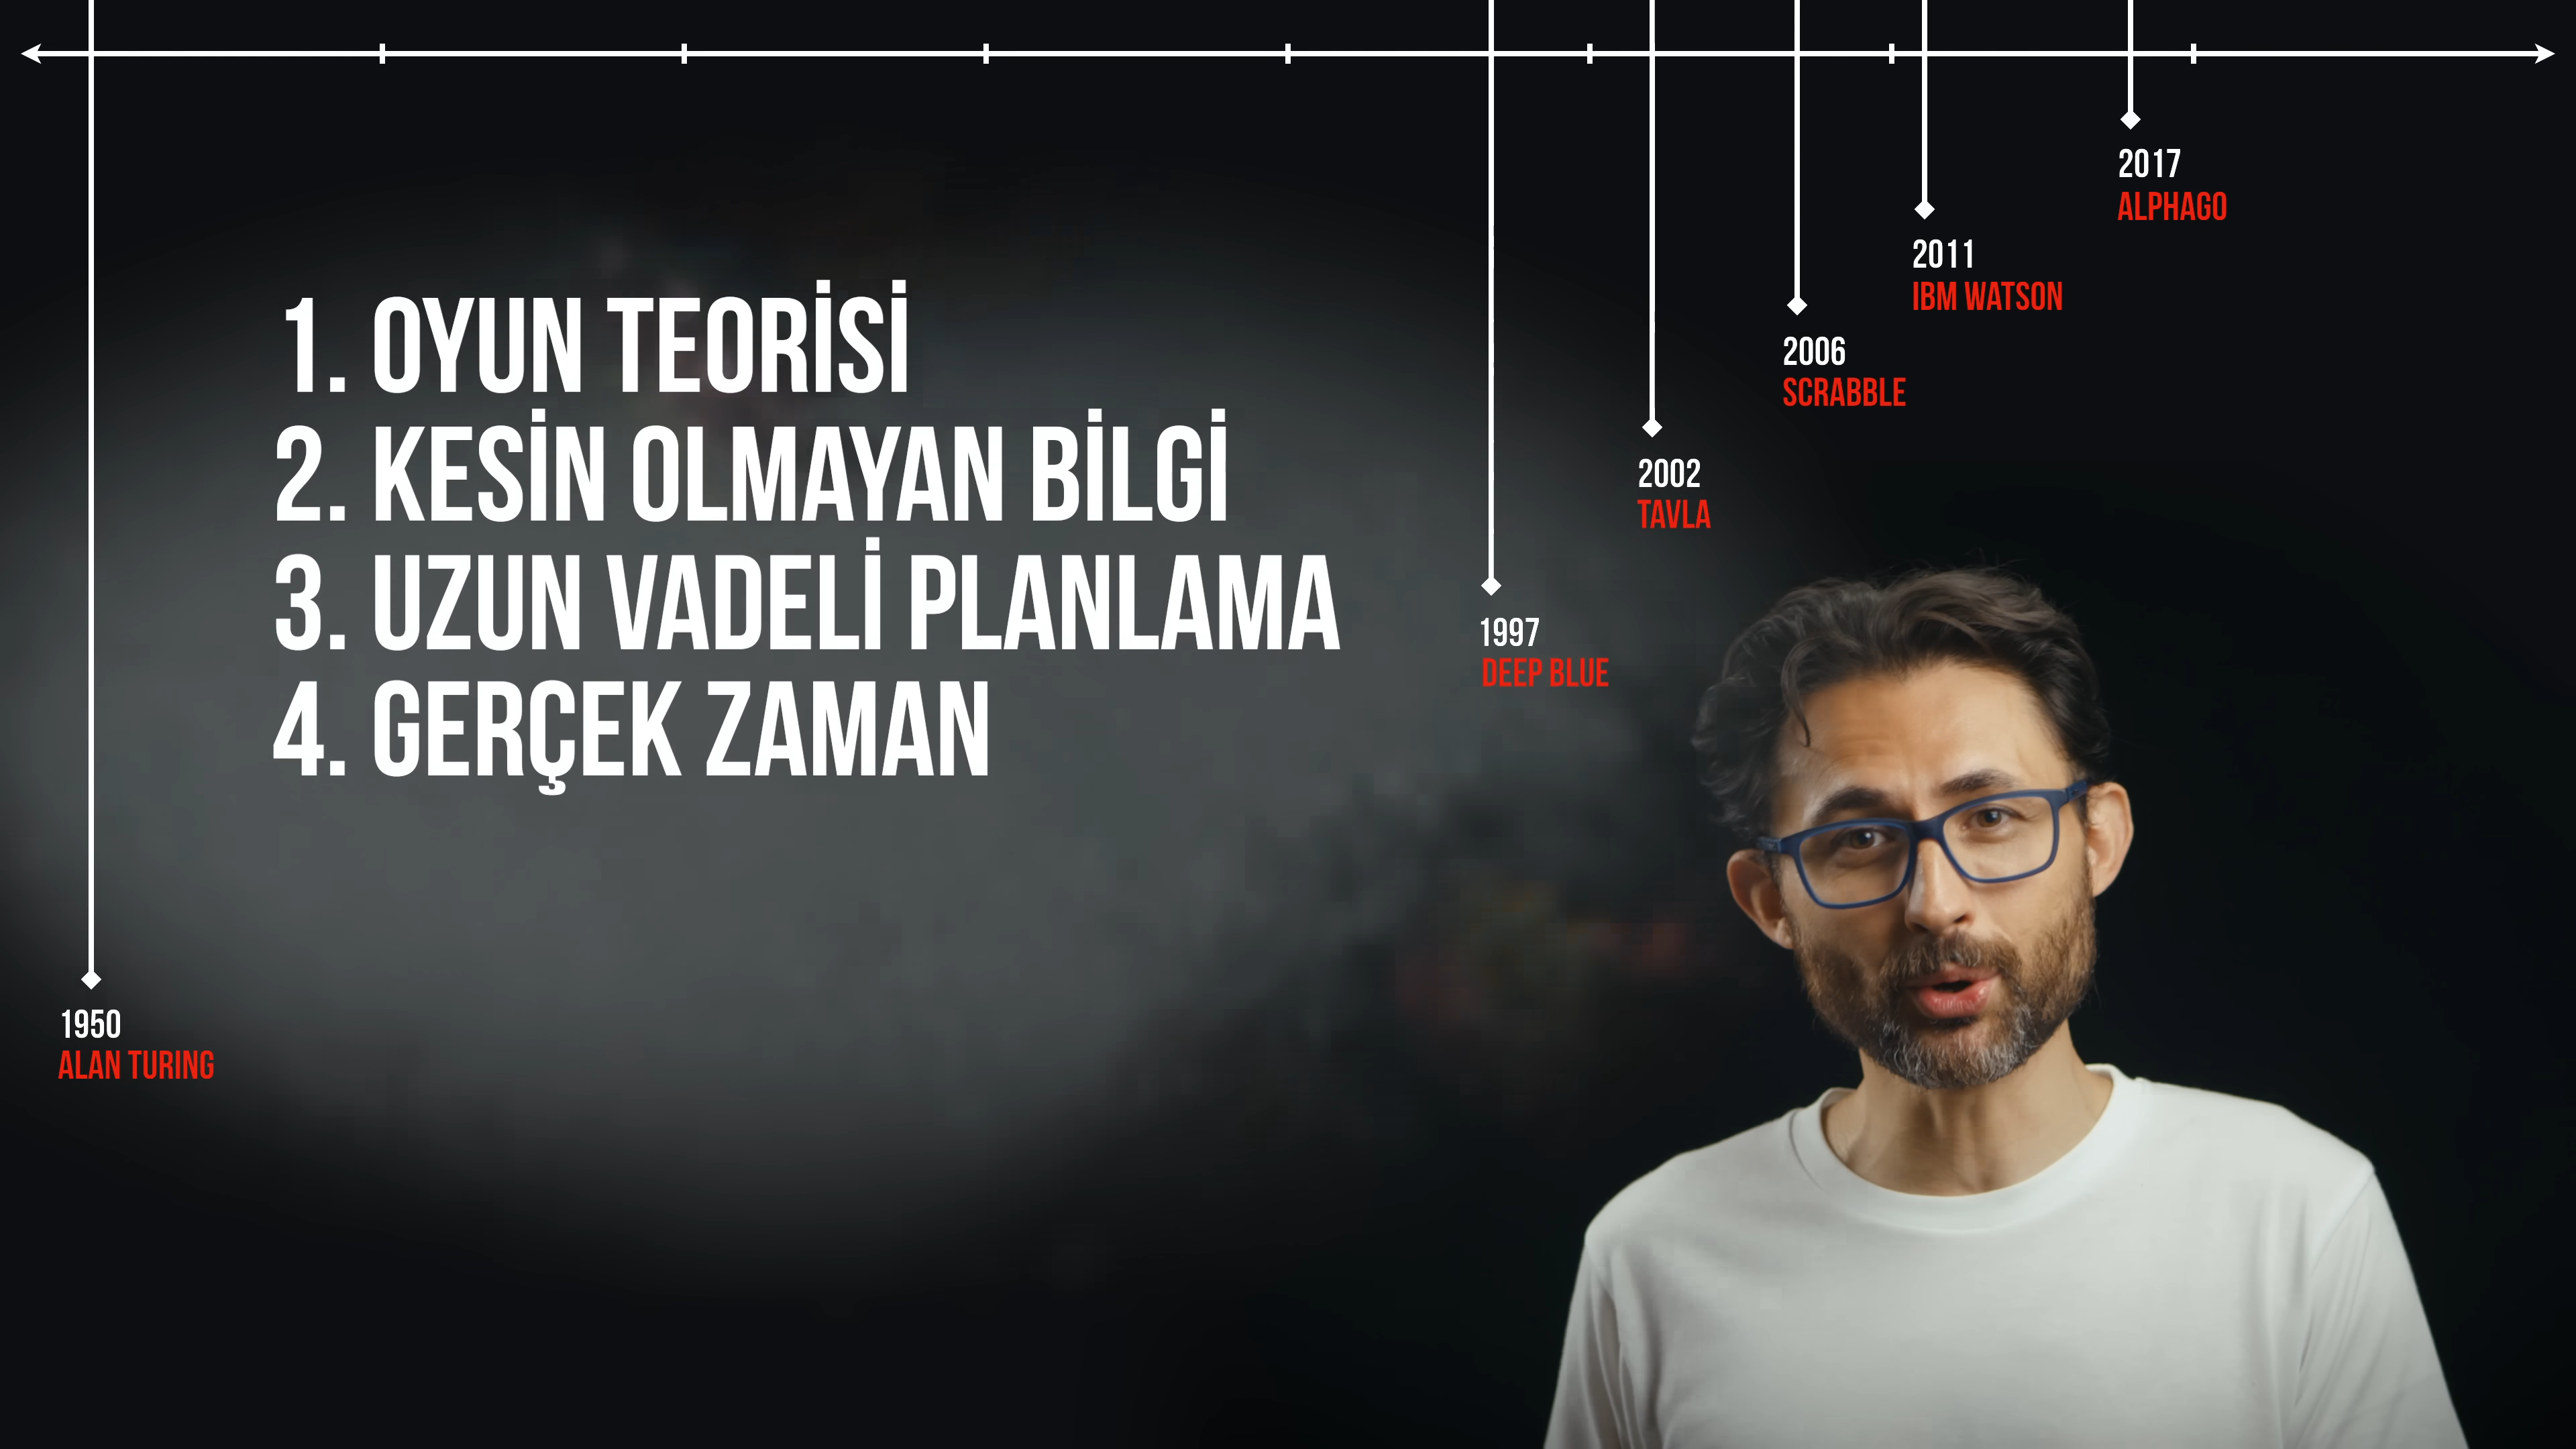 1. OYUN TEORİSİ
2. KESİN OLMAYAN BİLGİ
3. UZUN VADELİ PLANLAMA
4. GERÇEK ZAMAN
1950
ALAN TURING
1997
DEEP BLUE
2002
TAVLA
2006
SCRABBLE
2011
IBM WATSON
2017
ALPHAGO